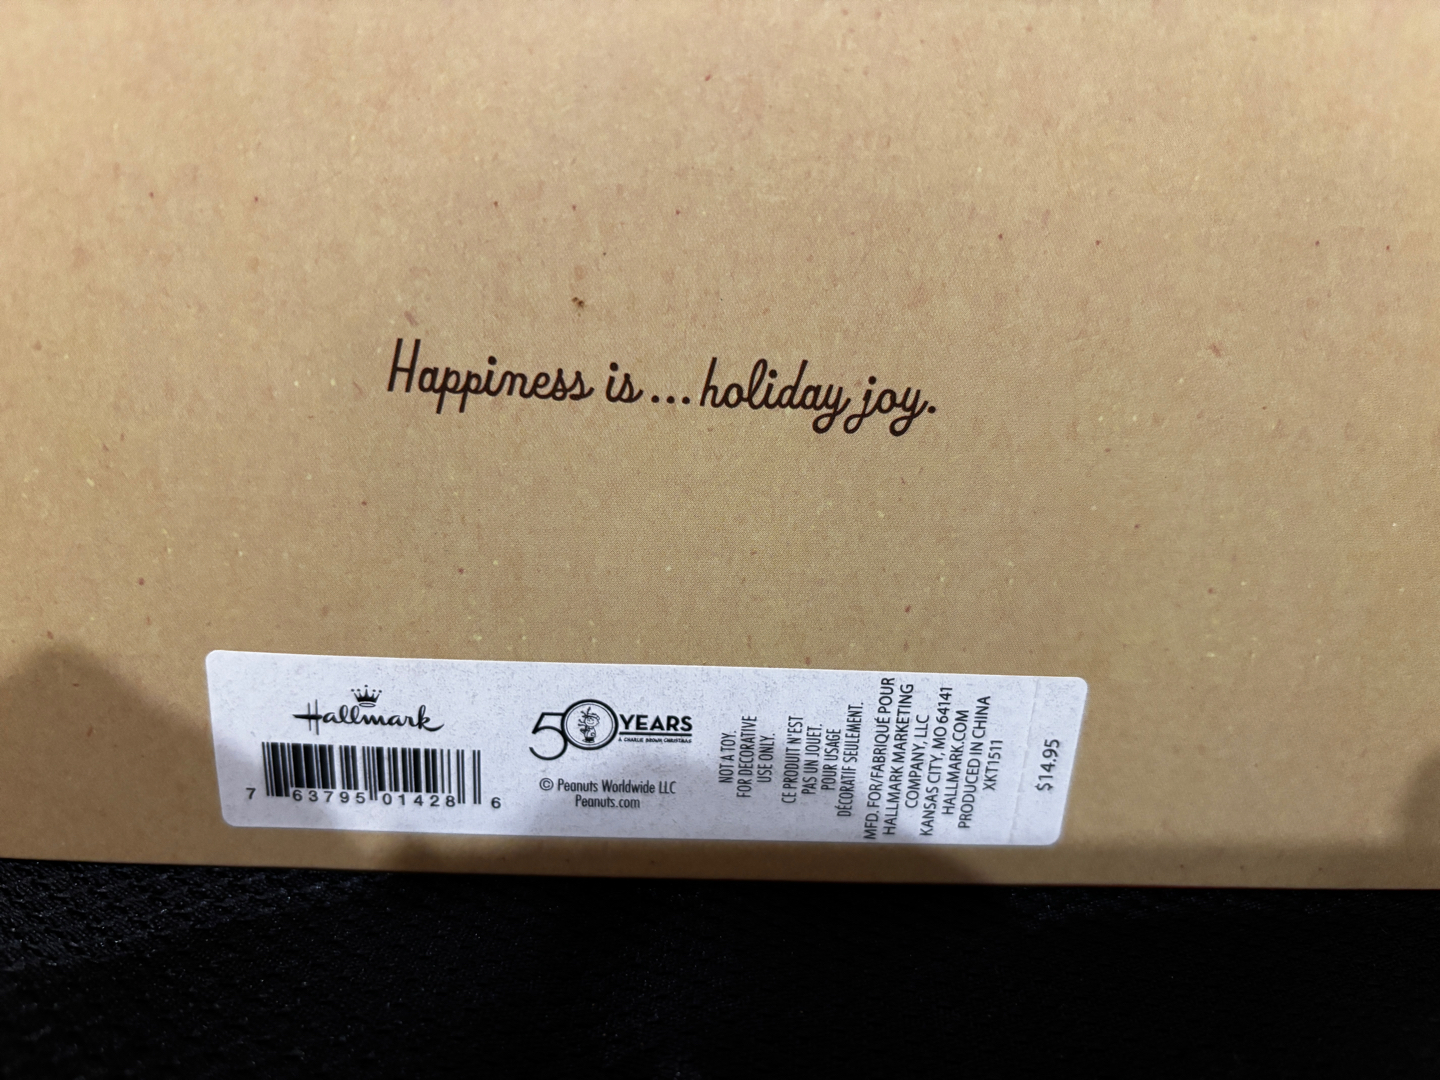 Happiness is... holiday joy.
Hallmark
7 63795 01428 6
50 YEARS
A CHARLIE BROWN CHRISTMAS
© Peanuts Worldwide LLC
Peanuts.com
NOT A TOY.
FOR DECORATIVE
USE ONLY.
CE PRODUIT N'EST
PAS UN JOUET.
POUR USAGE
DÉCORATIF SEULEMENT.
MFD. FOR/FABRIQUÉ POUR
HALLMARK MARKETING
COMPANY, LLC
KANSAS CITY, MO 64141
HALLMARK.COM
PRODUCED IN CHINA
XKT1511
$14.95